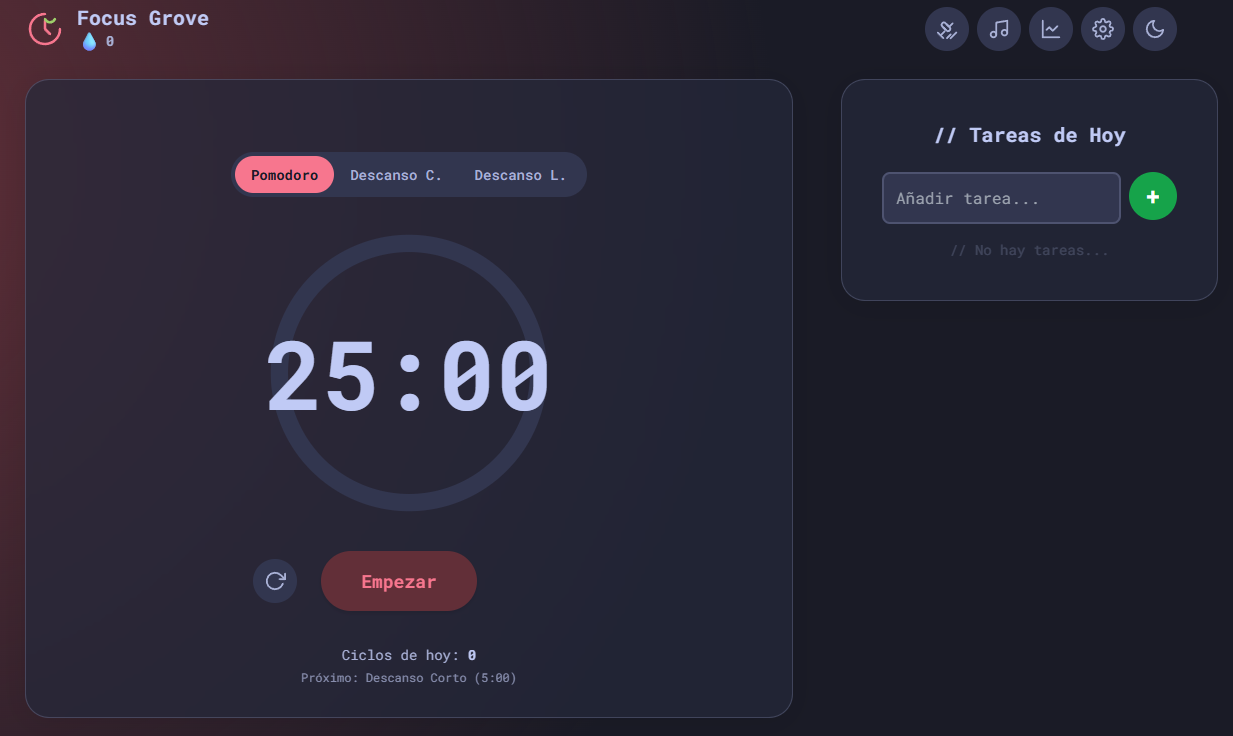 Focus Grove
0
Pomodoro
Descanso C.
Descanso L.
25:00
Empezar
Ciclos de hoy: 0
Próximo: Descanso Corto (5:00)
// Tareas de Hoy
Añadir tarea...
+
// No hay tareas...